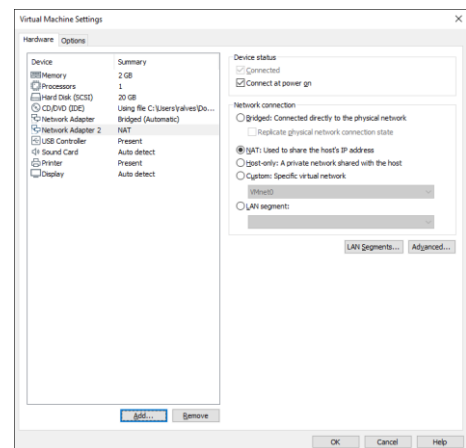 Virtual Machine Settings
Hardware Options
Device Summary
Memory 2 GB
Processors 1
Hard Disk (SCSI) 20 GB
CD/DVD (IDE) Using file C:\Users\ralves\Do...
Network Adapter Bridged (Automatic)
Network Adapter 2 NAT
USB Controller Present
Sound Card Auto detect
Printer Present
Display Auto detect
Add... Remove
Device status
Connected
Connect at power on
Network connection
Bridged: Connected directly to the physical network
Replicate physical network connection state
NAT: Used to share the host's IP address
Host-only: A private network shared with the host
Custom: Specific virtual network
VMnet0
LAN segment:
LAN Segments... Advanced...
OK Cancel Help